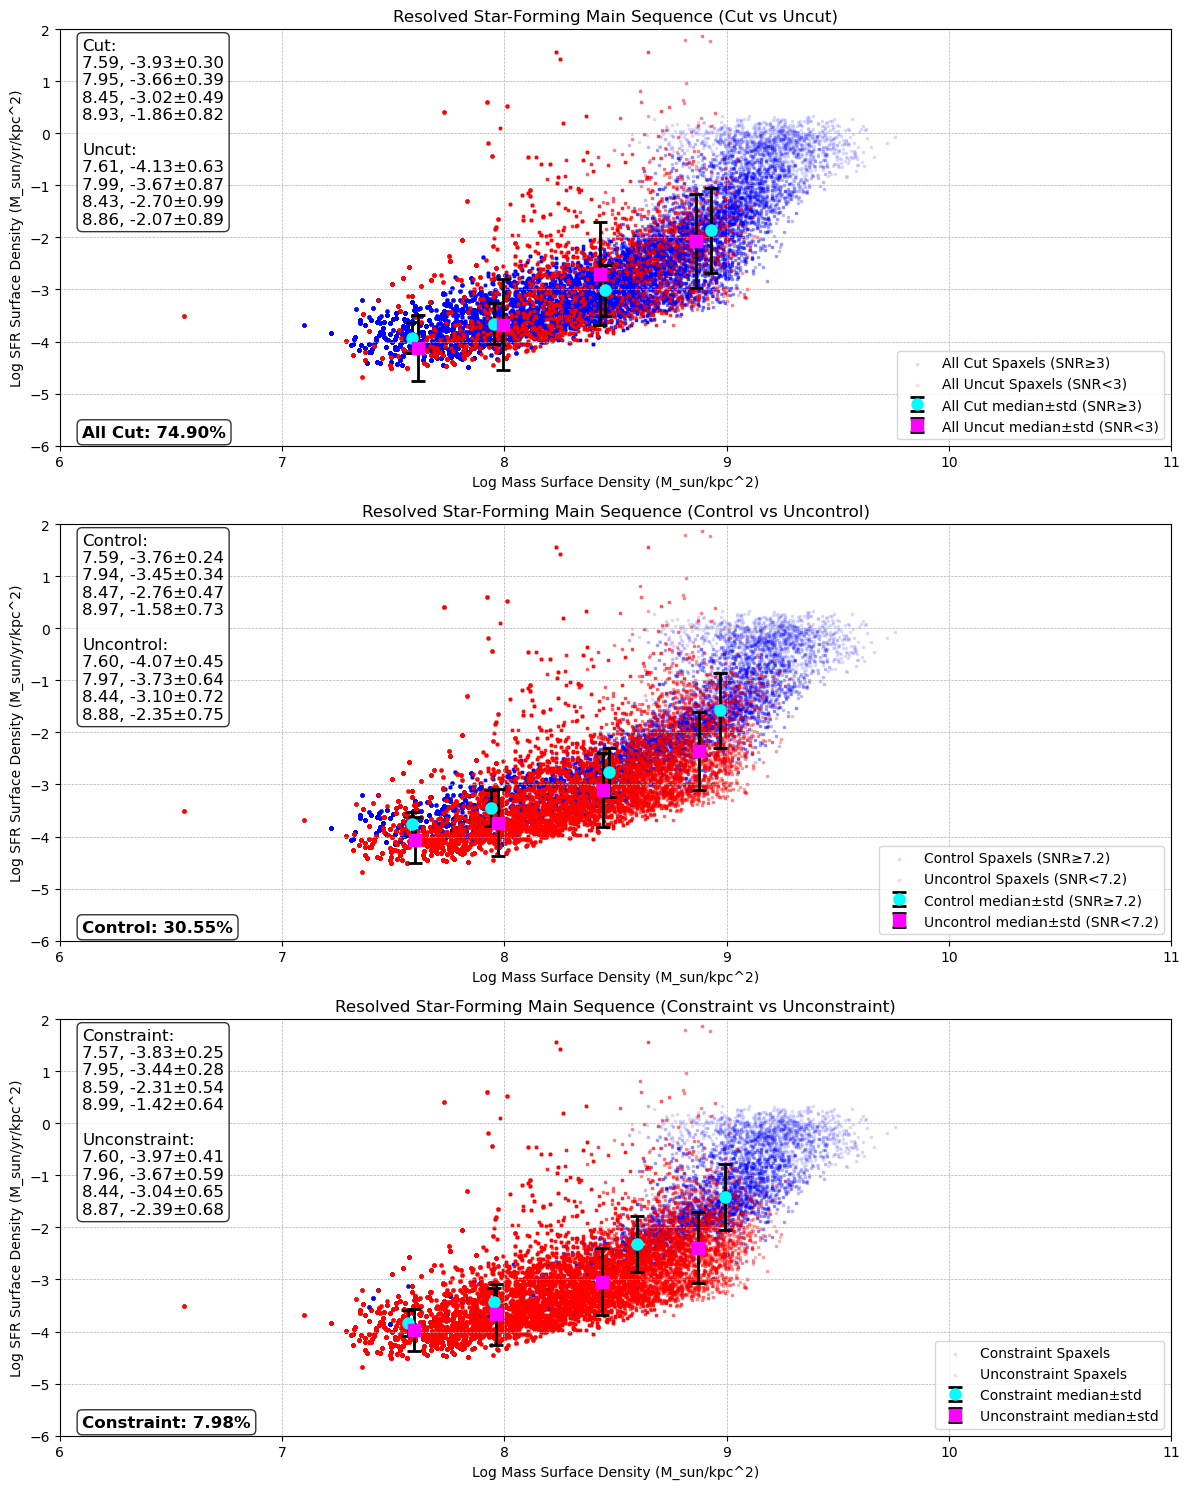 Resolved Star-Forming Main Sequence (Cut vs Uncut)
Log SFR Surface Density (M_sun/yr/kpc^2)
2
1
0
−1
−2
−3
−4
−5
−6
Cut:
7.59, -3.93±0.30
7.95, -3.66±0.39
8.45, -3.02±0.49
8.93, -1.86±0.82
Uncut:
7.61, -4.13±0.63
7.99, -3.67±0.87
8.43, -2.70±0.99
8.86, -2.07±0.89
All Cut: 74.90%
All Cut Spaxels (SNR≥3)
All Uncut Spaxels (SNR<3)
All Cut median±std (SNR≥3)
All Uncut median±std (SNR<3)
6 7 8 9 10 11
Log Mass Surface Density (M_sun/kpc^2)
Resolved Star-Forming Main Sequence (Control vs Uncontrol)
Log SFR Surface Density (M_sun/yr/kpc^2)
2
1
0
−1
−2
−3
−4
−5
−6
Control:
7.59, -3.76±0.24
7.94, -3.45±0.34
8.47, -2.76±0.47
8.97, -1.58±0.73
Uncontrol:
7.60, -4.07±0.45
7.97, -3.73±0.64
8.44, -3.10±0.72
8.88, -2.35±0.75
Control: 30.55%
Control Spaxels (SNR≥7.2)
Uncontrol Spaxels (SNR<7.2)
Control median±std (SNR≥7.2)
Uncontrol median±std (SNR<7.2)
6 7 8 9 10 11
Log Mass Surface Density (M_sun/kpc^2)
Resolved Star-Forming Main Sequence (Constraint vs Unconstraint)
Log SFR Surface Density (M_sun/yr/kpc^2)
2
1
0
−1
−2
−3
−4
−5
−6
Constraint:
7.57, -3.83±0.25
7.95, -3.44±0.28
8.59, -2.31±0.54
8.99, -1.42±0.64
Unconstraint:
7.60, -3.97±0.41
7.96, -3.67±0.59
8.44, -3.04±0.65
8.87, -2.39±0.68
Constraint: 7.98%
Constraint Spaxels
Unconstraint Spaxels
Constraint median±std
Unconstraint median±std
6 7 8 9 10 11
Log Mass Surface Density (M_sun/kpc^2)